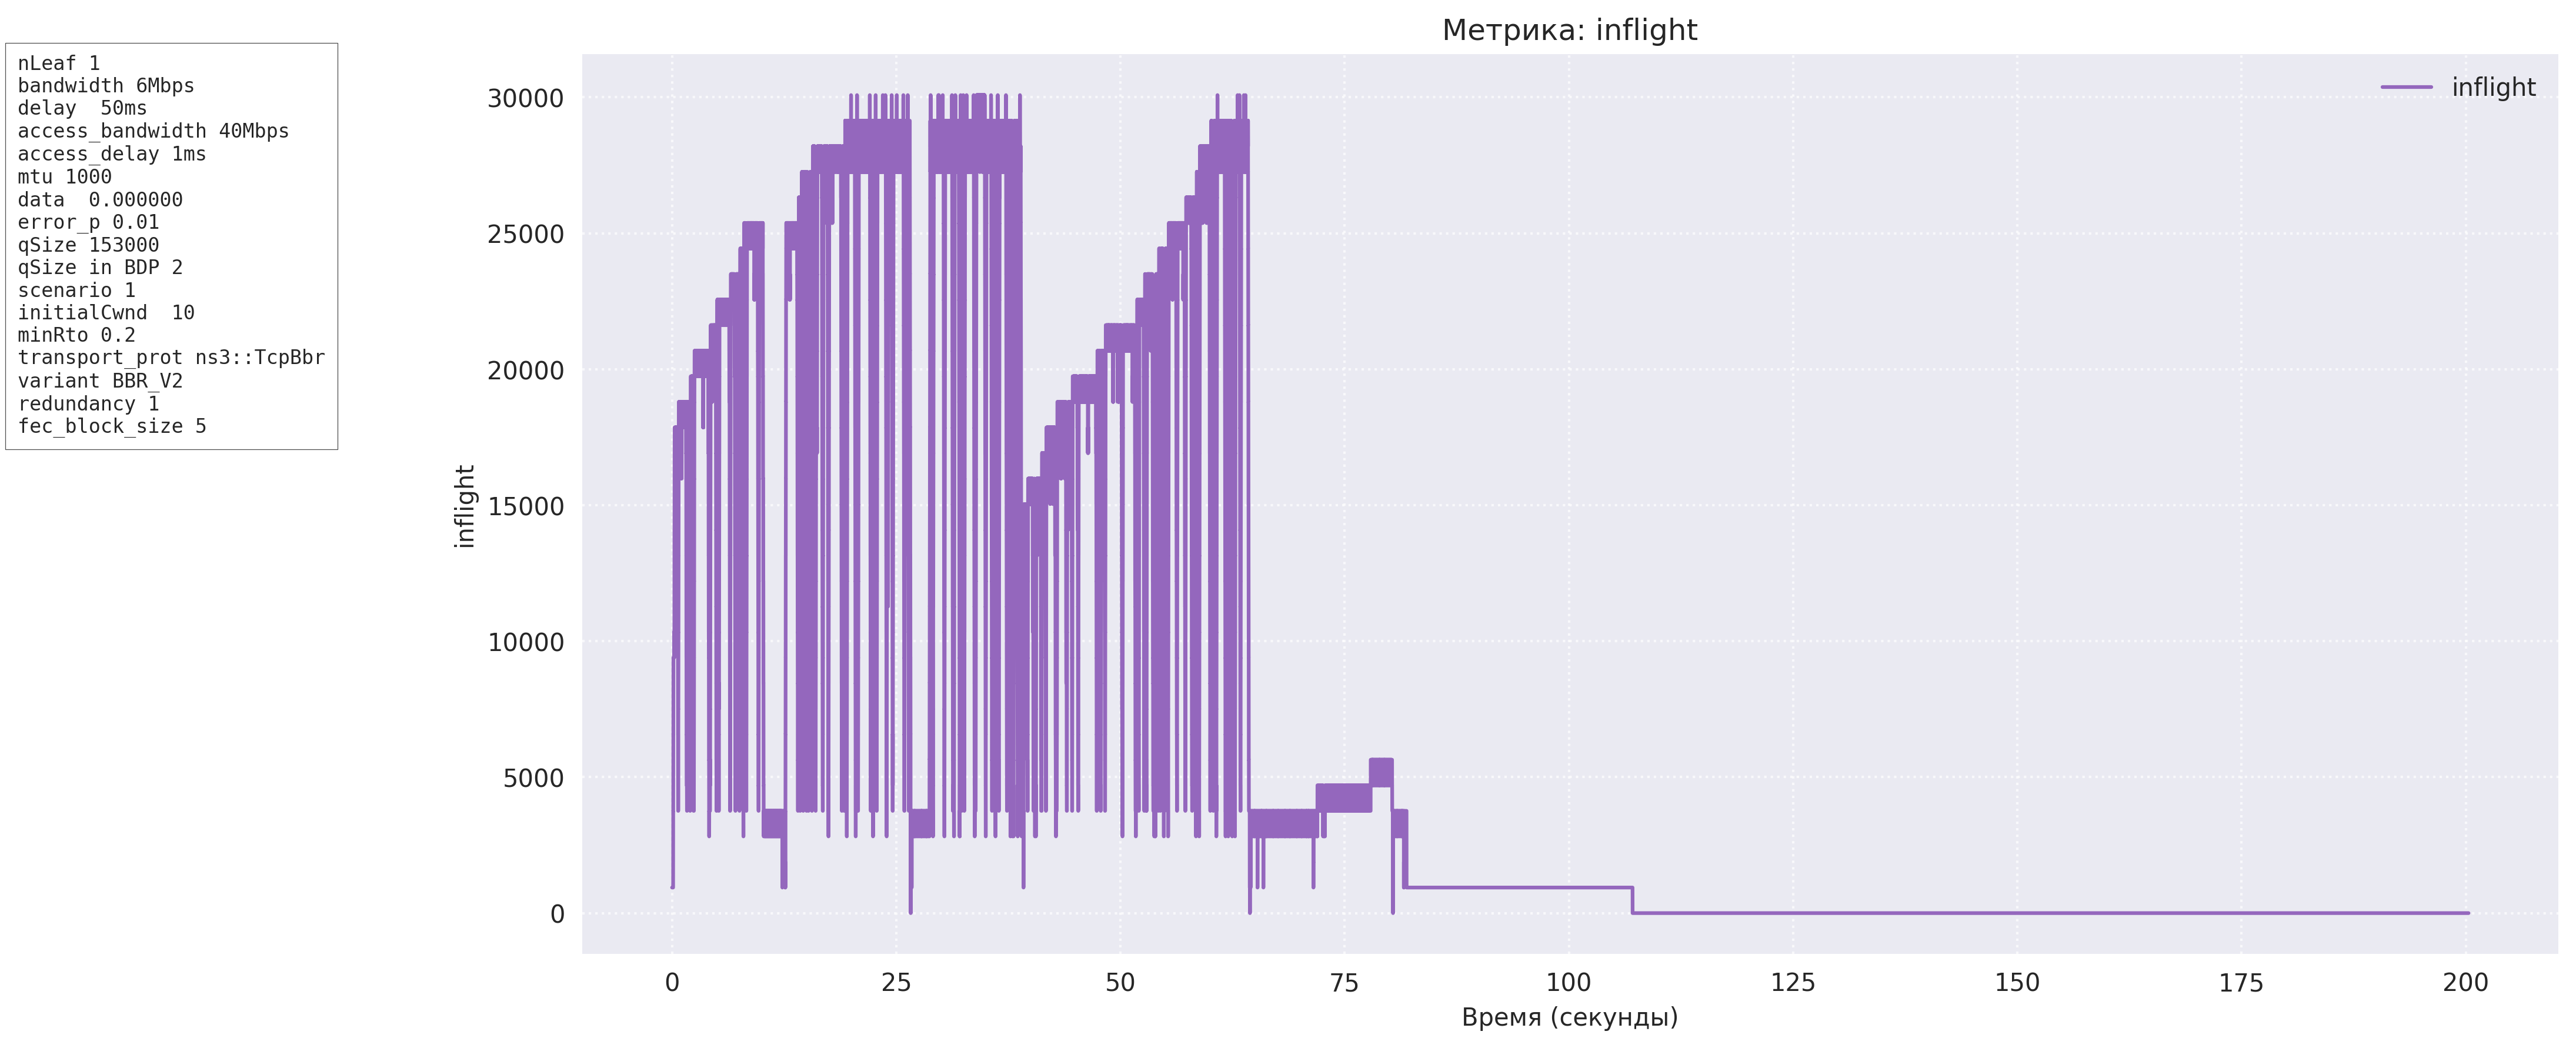 Метрика: inflight
nLeaf 1
bandwidth 6Mbps
delay  50ms
access_bandwidth 40Mbps
access_delay 1ms
mtu 1000
data  0.000000
error_p 0.01
qSize 153000
qSize in BDP 2
scenario 1
initialCwnd  10
minRto 0.2
transport_prot ns3::TcpBbr
variant BBR_V2
redundancy 1
fec_block_size 5
inflight
inflight
30000
25000
20000
15000
10000
5000
0
0 25 50 75 100 125 150 175 200
Время (секунды)